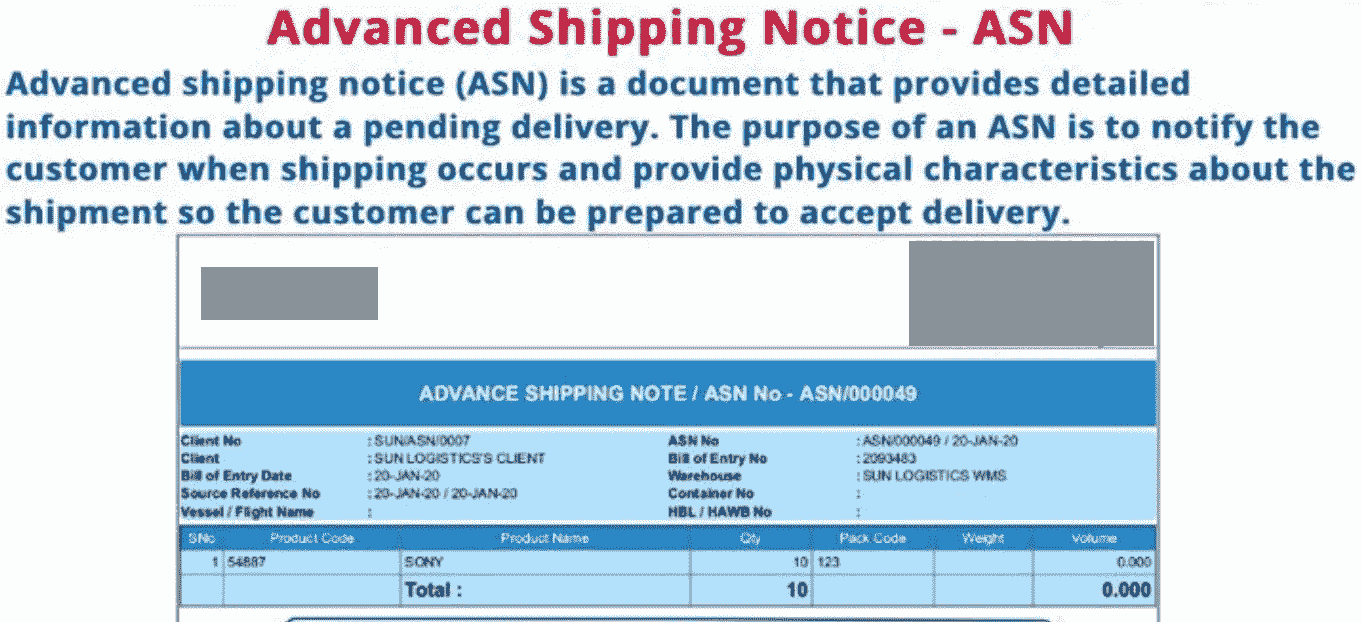 Advanced Shipping Notice - ASN
Advanced shipping notice (ASN) is a document that provides detailed
information about a pending delivery. The purpose of an ASN is to notify the
customer when shipping occurs and provide physical characteristics about the
shipment so the customer can be prepared to accept delivery.
ADVANCE SHIPPING NOTE / ASN No - ASN/000049
Client No : SUN/ASN/0007 ASN No : ASN/000049 / 20-JAN-20
Client : SUN LOGISTICS'S CLIENT Bill of Entry No : 2093483
Bill of Entry Date : 20-JAN-20 Warehouse : SUN LOGISTICS WMS
Source Reference No : 20-JAN-20 / 20-JAN-20 Container No :
Vessel / Flight Name : HBL / HAWB No :
SNo Product Code Product Name Qty Pack Code Weight Volume
1 54887 SONY 10 123 0.000
Total : 10 0.000